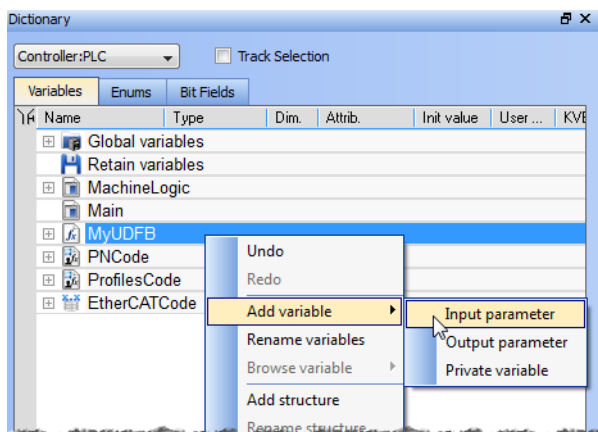 Dictionary
Controller:PLC Track Selection
Variables Enums Bit Fields
Name Type Dim. Attrib. Init value User ...
Global variables
Retain variables
MachineLogic
Main
MyUDFB
PNCode
ProfilesCode
EtherCATCode
Undo
Redo
Add variable
Rename variables
Browse variable
Add structure
Rename structure
Input parameter
Output parameter
Private variable